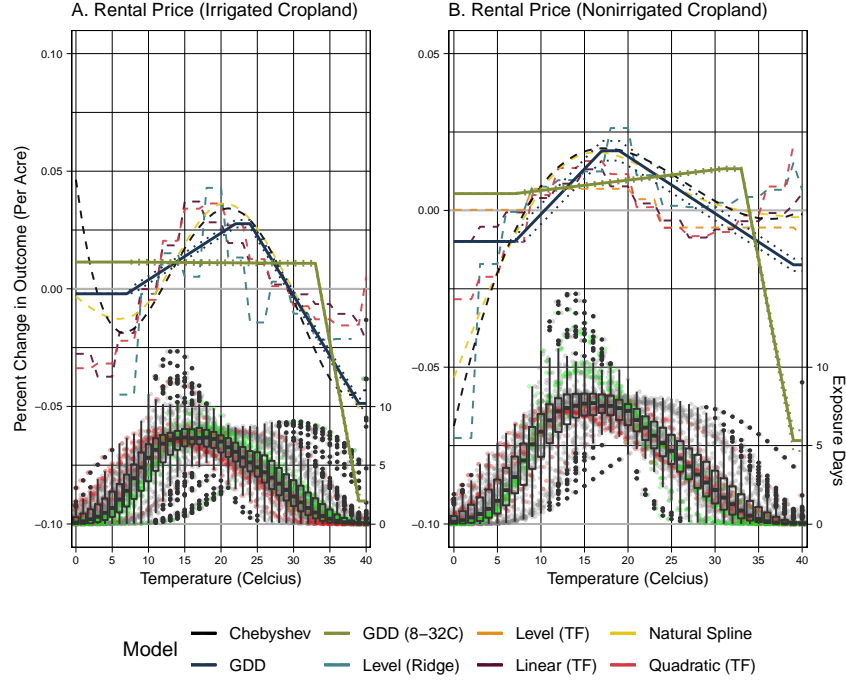 A. Rental Price (Irrigated Cropland)
B. Rental Price (Nonirrigated Cropland)
Percent Change in Outcome (Per Acre)
0.10
0.05
0.00
−0.05
−0.10
10
5
0
0 5 10 15 20 25 30 35 40
Temperature (Celcius)
0.05
0.00
−0.05
−0.10
10
5
0
Exposure Days
0 5 10 15 20 25 30 35 40
Temperature (Celcius)
Model
Chebyshev GDD (8−32C) Level (TF) Natural Spline
GDD Level (Ridge) Linear (TF) Quadratic (TF)